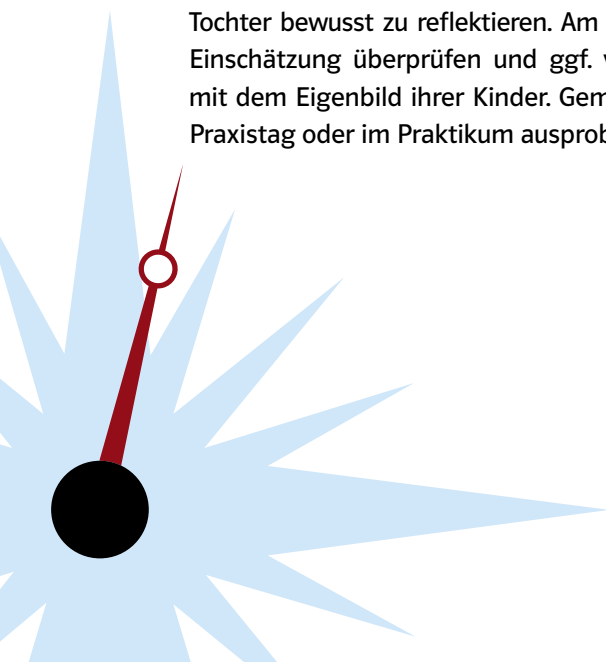 Tochter bewusst zu reflektieren. Am
Einschätzung überprüfen und ggf.
mit dem Eigenbild ihrer Kinder.
Praxistag oder im Praktikum